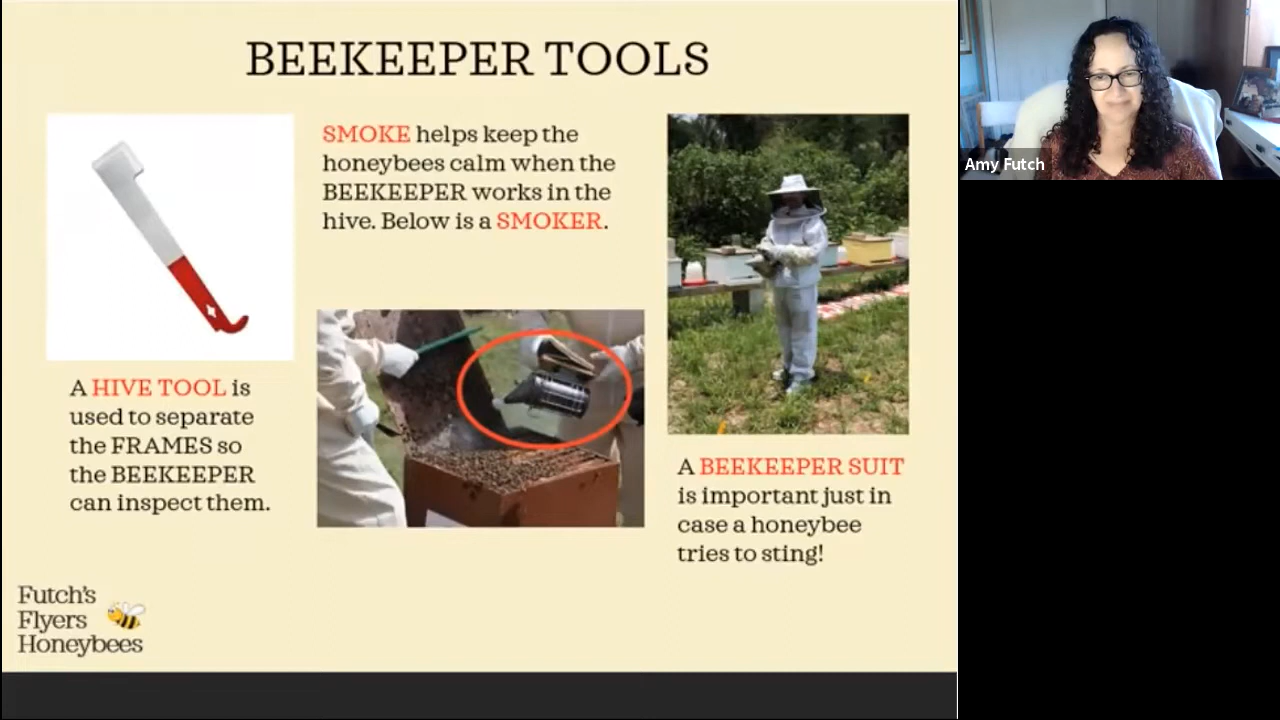 BEEKEEPER TOOLS
SMOKE helps keep the
honeybees calm when the
BEEKEEPER works in the
hive. Below is a SMOKER.
A HIVE TOOL is
used to separate
the FRAMES so
the BEEKEEPER
can inspect them.
A BEEKEEPER SUIT
is important just in
case a honeybee
tries to sting!
Futch's
Flyers
Honeybees
Amy Futch